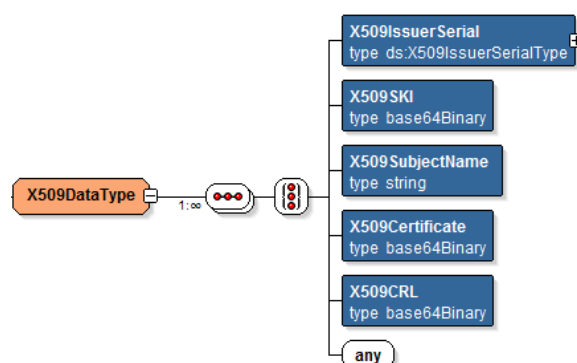 X509IssuerSerial
type ds:X509IssuerSerialType
X509SKI
type base64Binary
X509DataType
1:∞
X509SubjectName
type string
X509Certificate
type base64Binary
X509CRL
type base64Binary
any